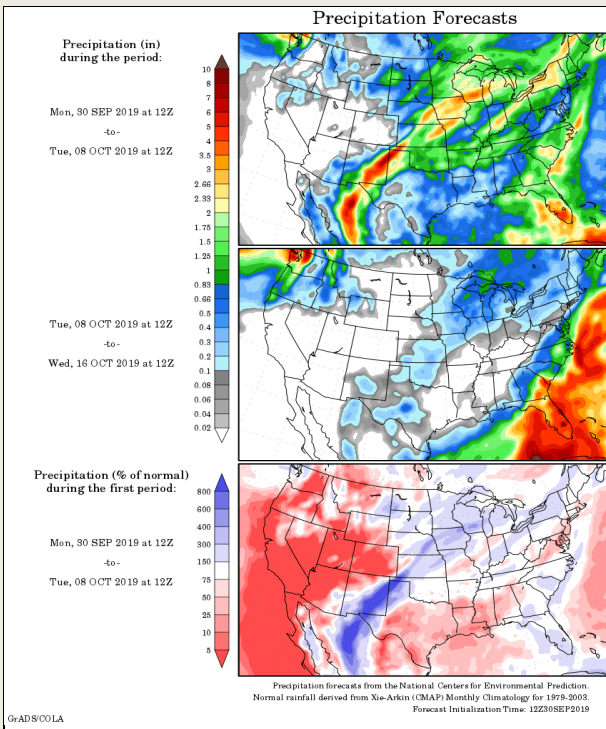 Precipitation Forecasts
Precipitation (in)
during the period:
Mon, 30 SEP 2019 at 12Z
-to-
Tue, 08 OCT 2019 at 12Z
10
8
7
6
5
4
3.5
3
2.66
2.33
2
1.75
1.5
1.25
1
0.83
0.66
0.5
0.4
0.3
0.2
0.1
0.08
0.06
0.04
0.02
Tue, 08 OCT 2019 at 12Z
-to-
Wed, 16 OCT 2019 at 12Z
Precipitation (% of normal)
during the first period:
Mon, 30 SEP 2019 at 12Z
-to-
Tue, 08 OCT 2019 at 12Z
800
600
400
300
150
75
50
25
10
5
Precipitation forecasts from the National Centers for Environmental Prediction.
Normal rainfall derived from Xie-Arkin (CMAP) Monthly Climatology for 1979-2003.
Forecast Initialization Time: 12Z30SEP2019
GrADS/COLA